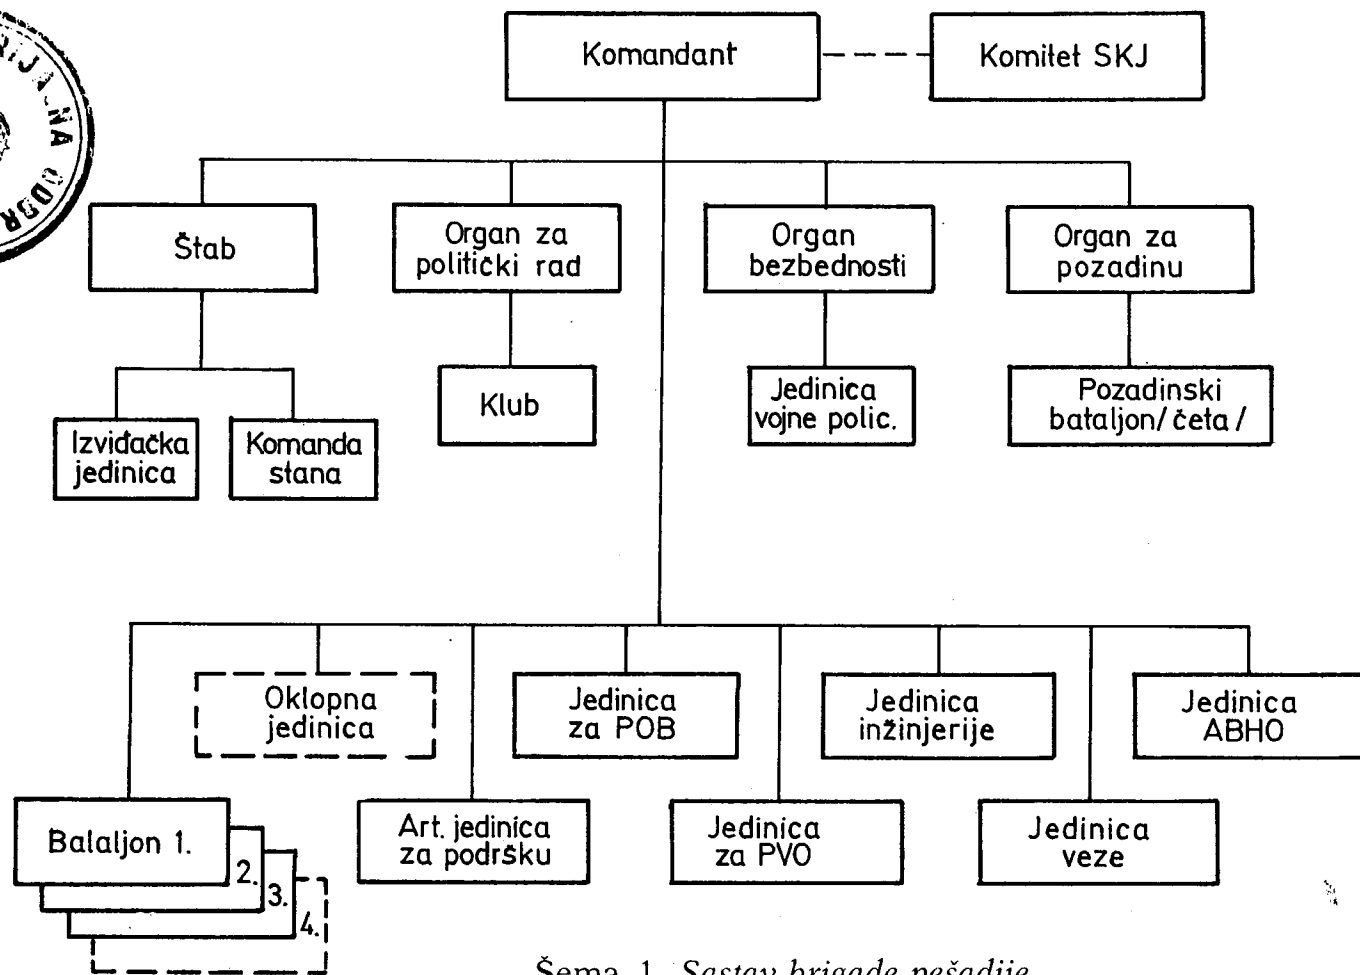 Komandant
Komitet SKJ
Štab
Organ za
politički rad
Organ
bezbednosti
Organ za
pozadinu
Izviđačka
jedinica
Komanda
stana
Klub
Jedinica
vojne polic.
Pozadinski
bataljon/četa/
Oklopna
jedinica
Jedinica
za POB
Jedinica
inžinjerije
Jedinica
ABHO
Balaljon 1.
2.
3.
4.
Art. jedinica
za podršku
Jedinica
za PVO
Jedinica
veze
Šema 1. Sastav brigade pešadije